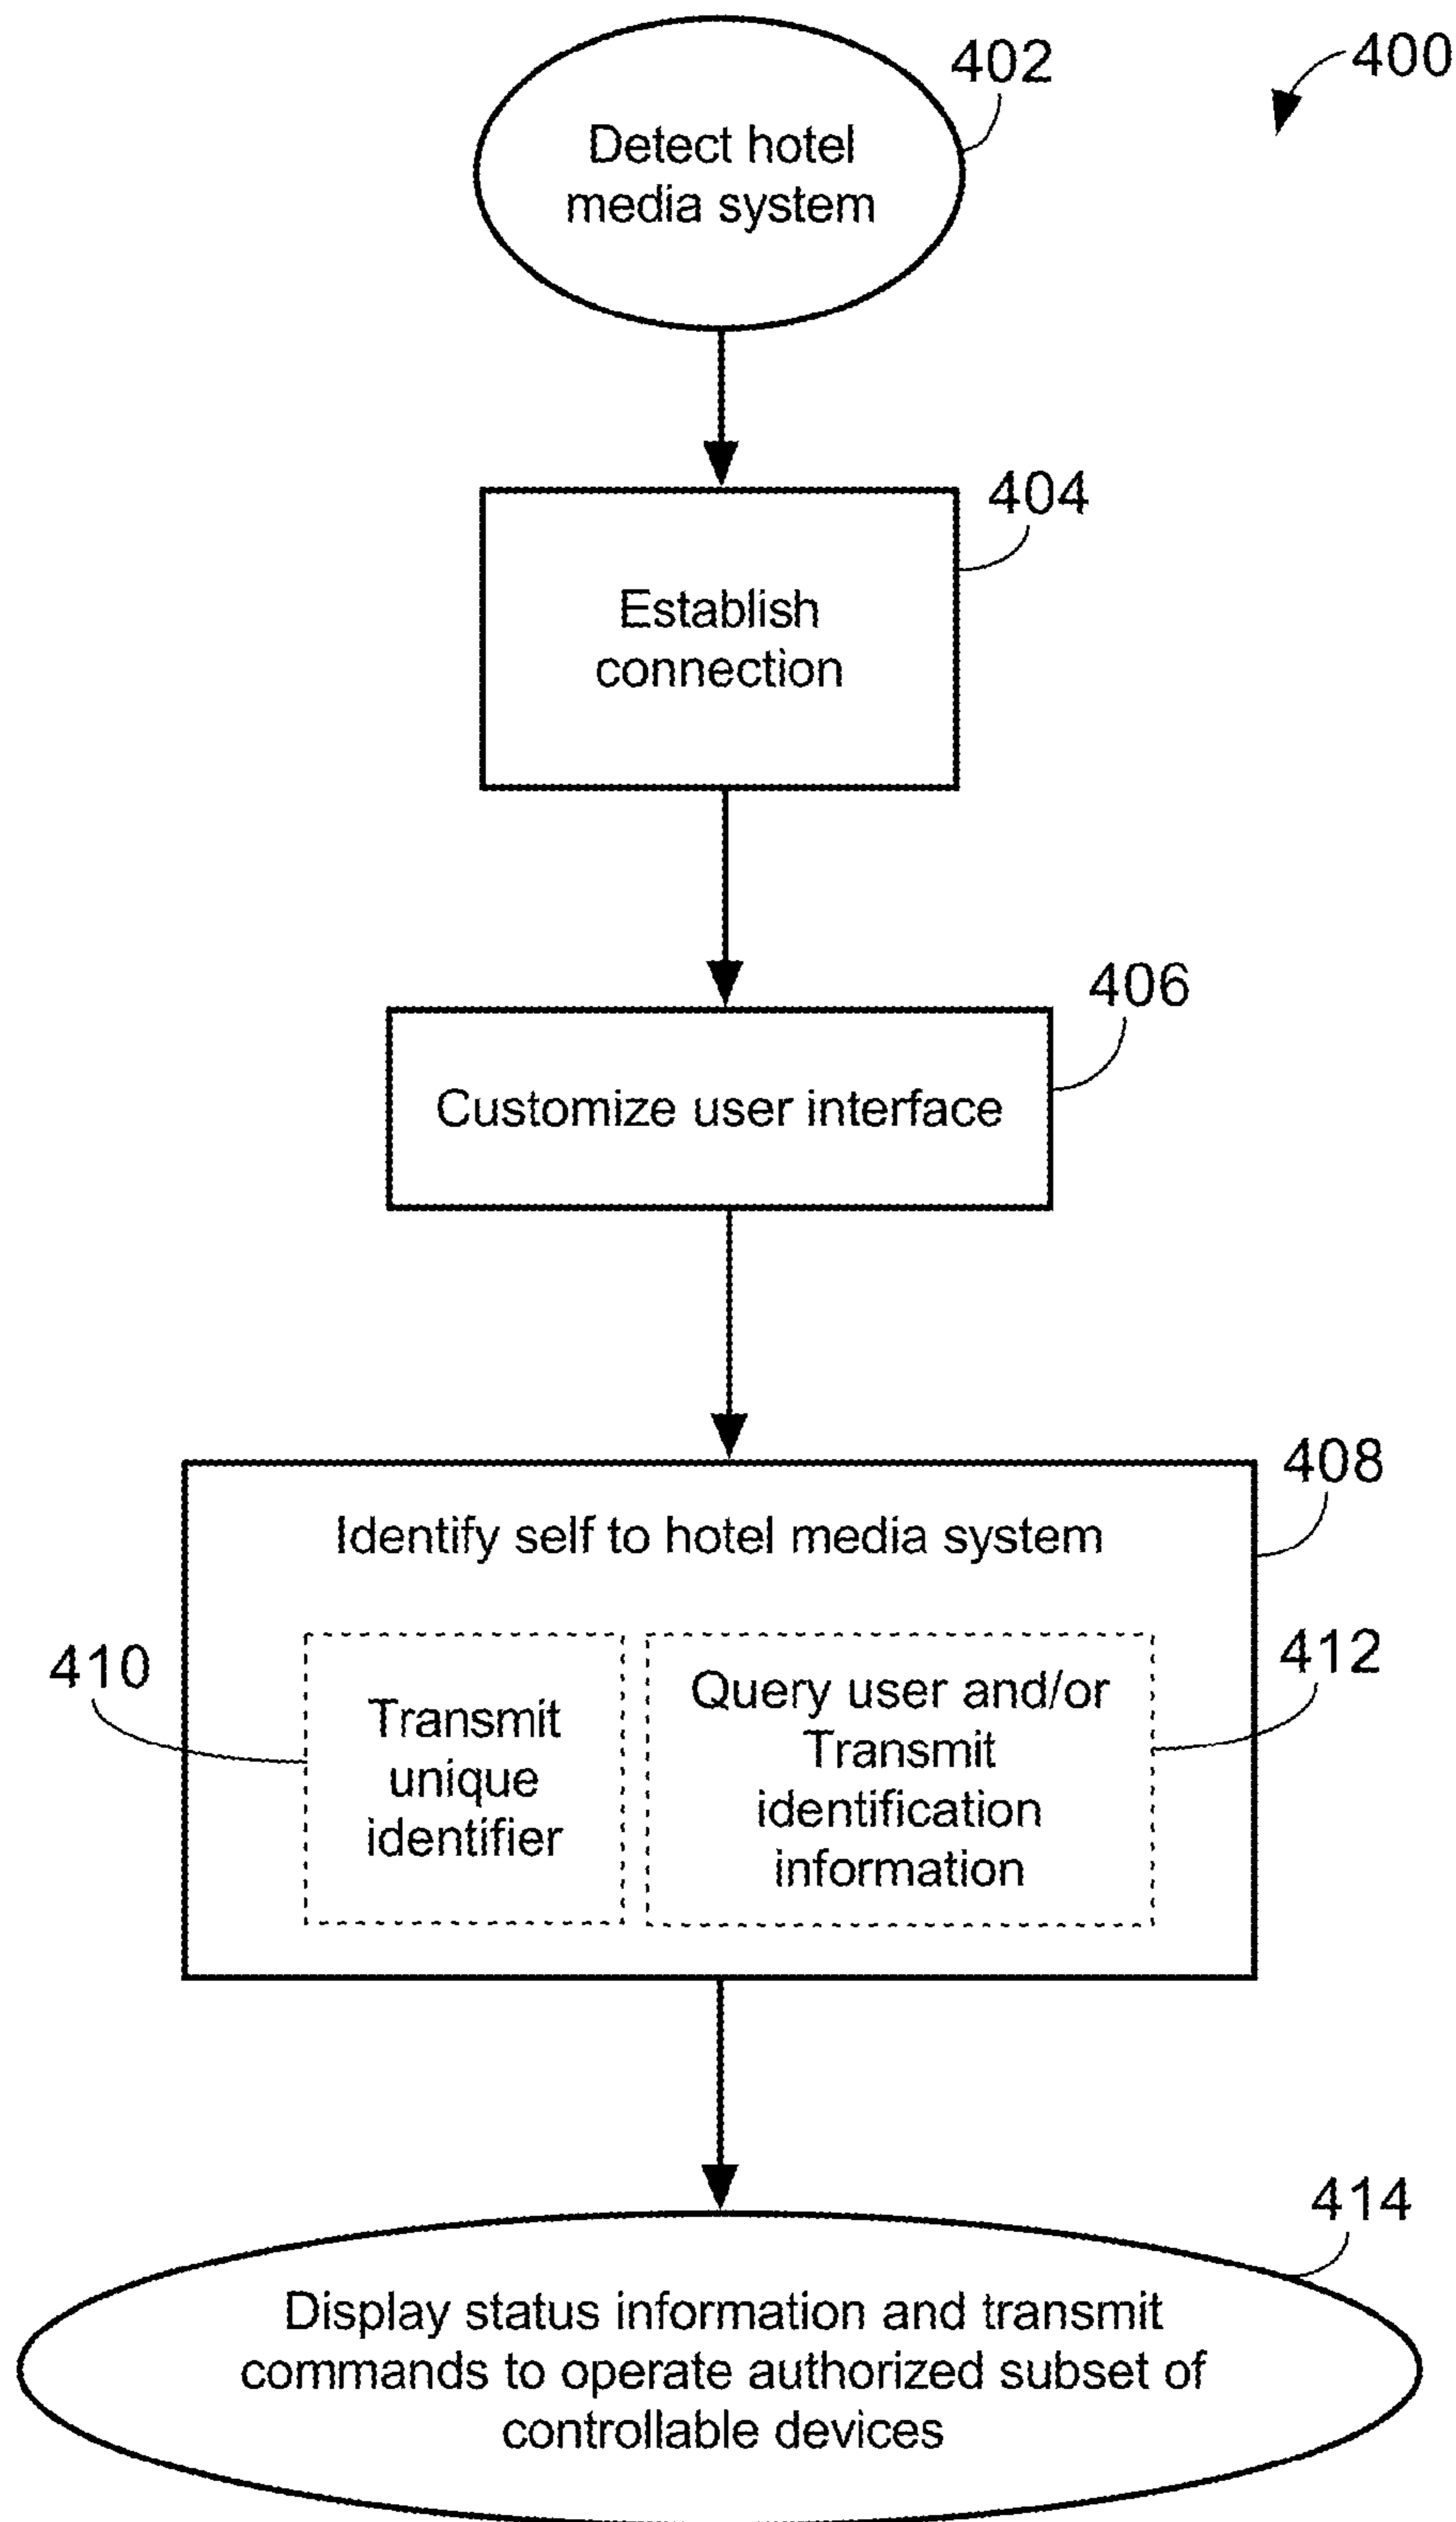 402
400
Detect hotel
media system
404
Establish
connection
406
Customize user interface
408
Identify self to hotel media system
410
Transmit
unique
identifier
412
Query user and/or
Transmit
identification
information
414
Display status information and transmit
commands to operate authorized subset of
controllable devices